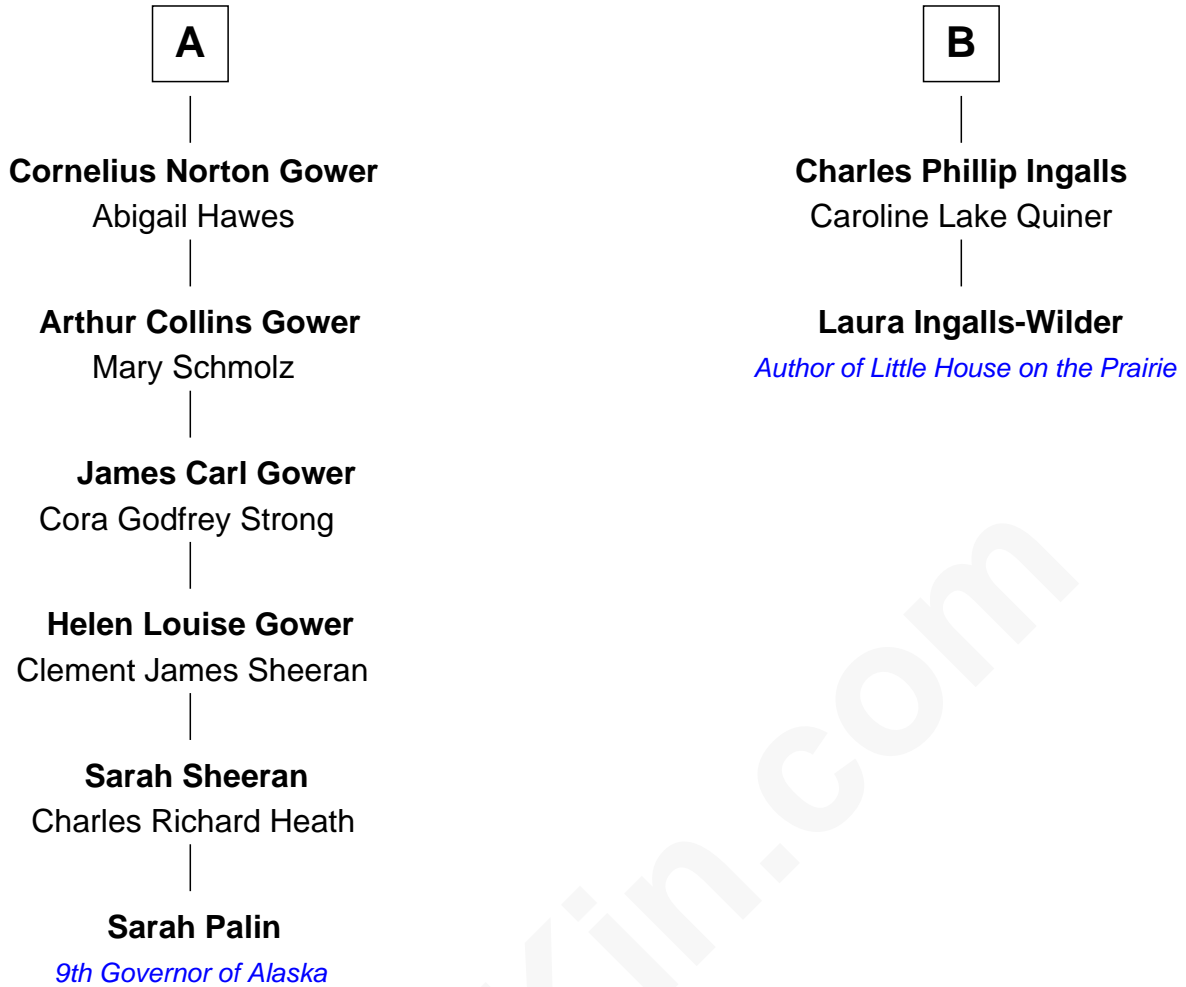 A
Cornelius Norton Gower
Abigail Hawes
Arthur Collins Gower
Mary Schmolz
James Carl Gower
Cora Godfrey Strong
Helen Louise Gower
Clement James Sheeran
Sarah Sheeran
Charles Richard Heath
Sarah Palin
9th Governor of Alaska
B
Charles Phillip Ingalls
Caroline Lake Quiner
Laura Ingalls-Wilder
Author of Little House on the Prairie
Kin.com